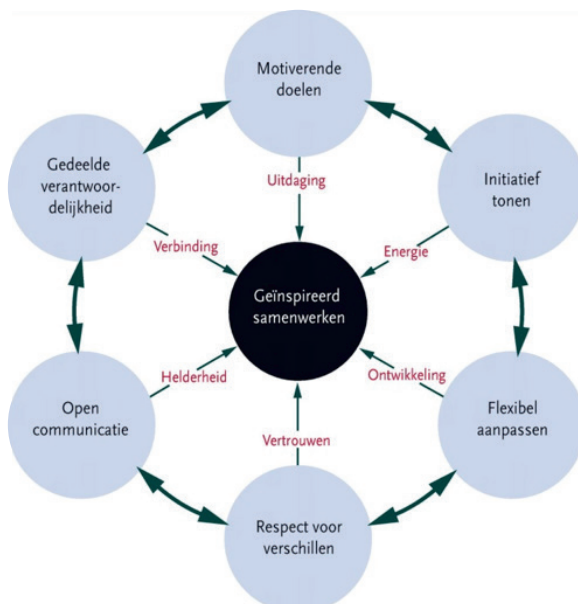 Motiverende
doelen
Gedeelde
verantwoor-
delijkheid
Uitdaging
Initiatief
tonen
Verbinding
Energie
Geïnspireerd
samenwerken
Helderheid
Ontwikkeling
Open
communicatie
Flexibel
aanpassen
Vertrouwen
Respect voor
verschillen